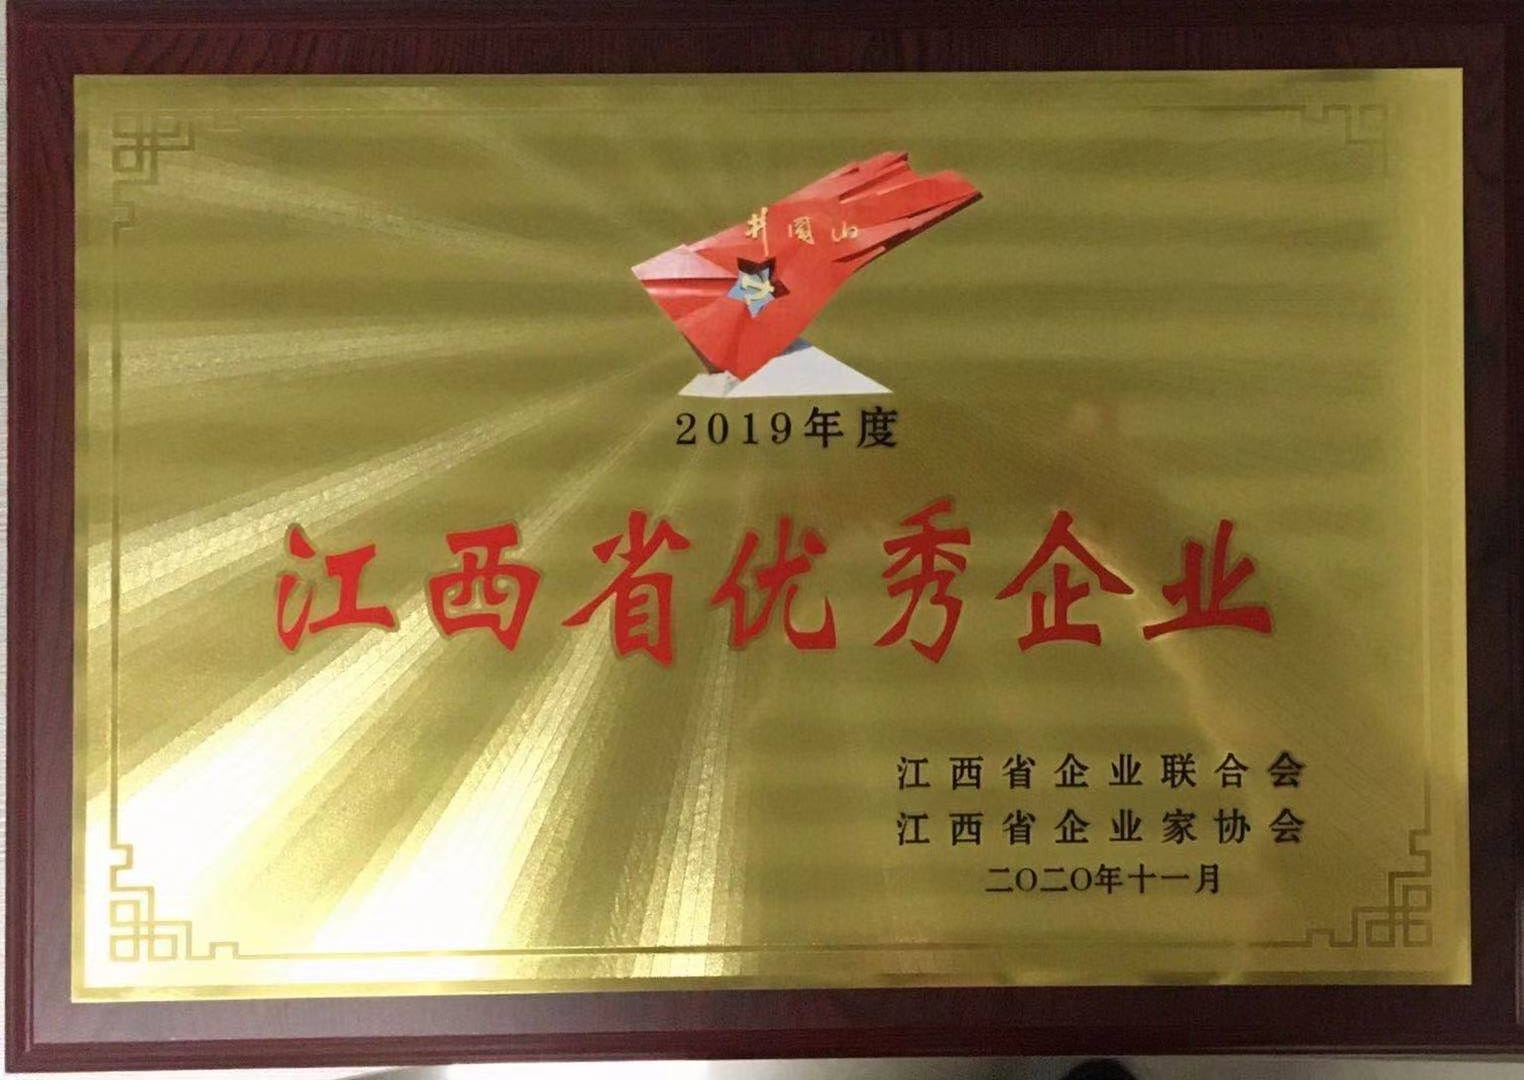 井冈山
2019年度
江西省优秀企业
江西省企业联合会
江西省企业家协会
二〇二〇年十一月